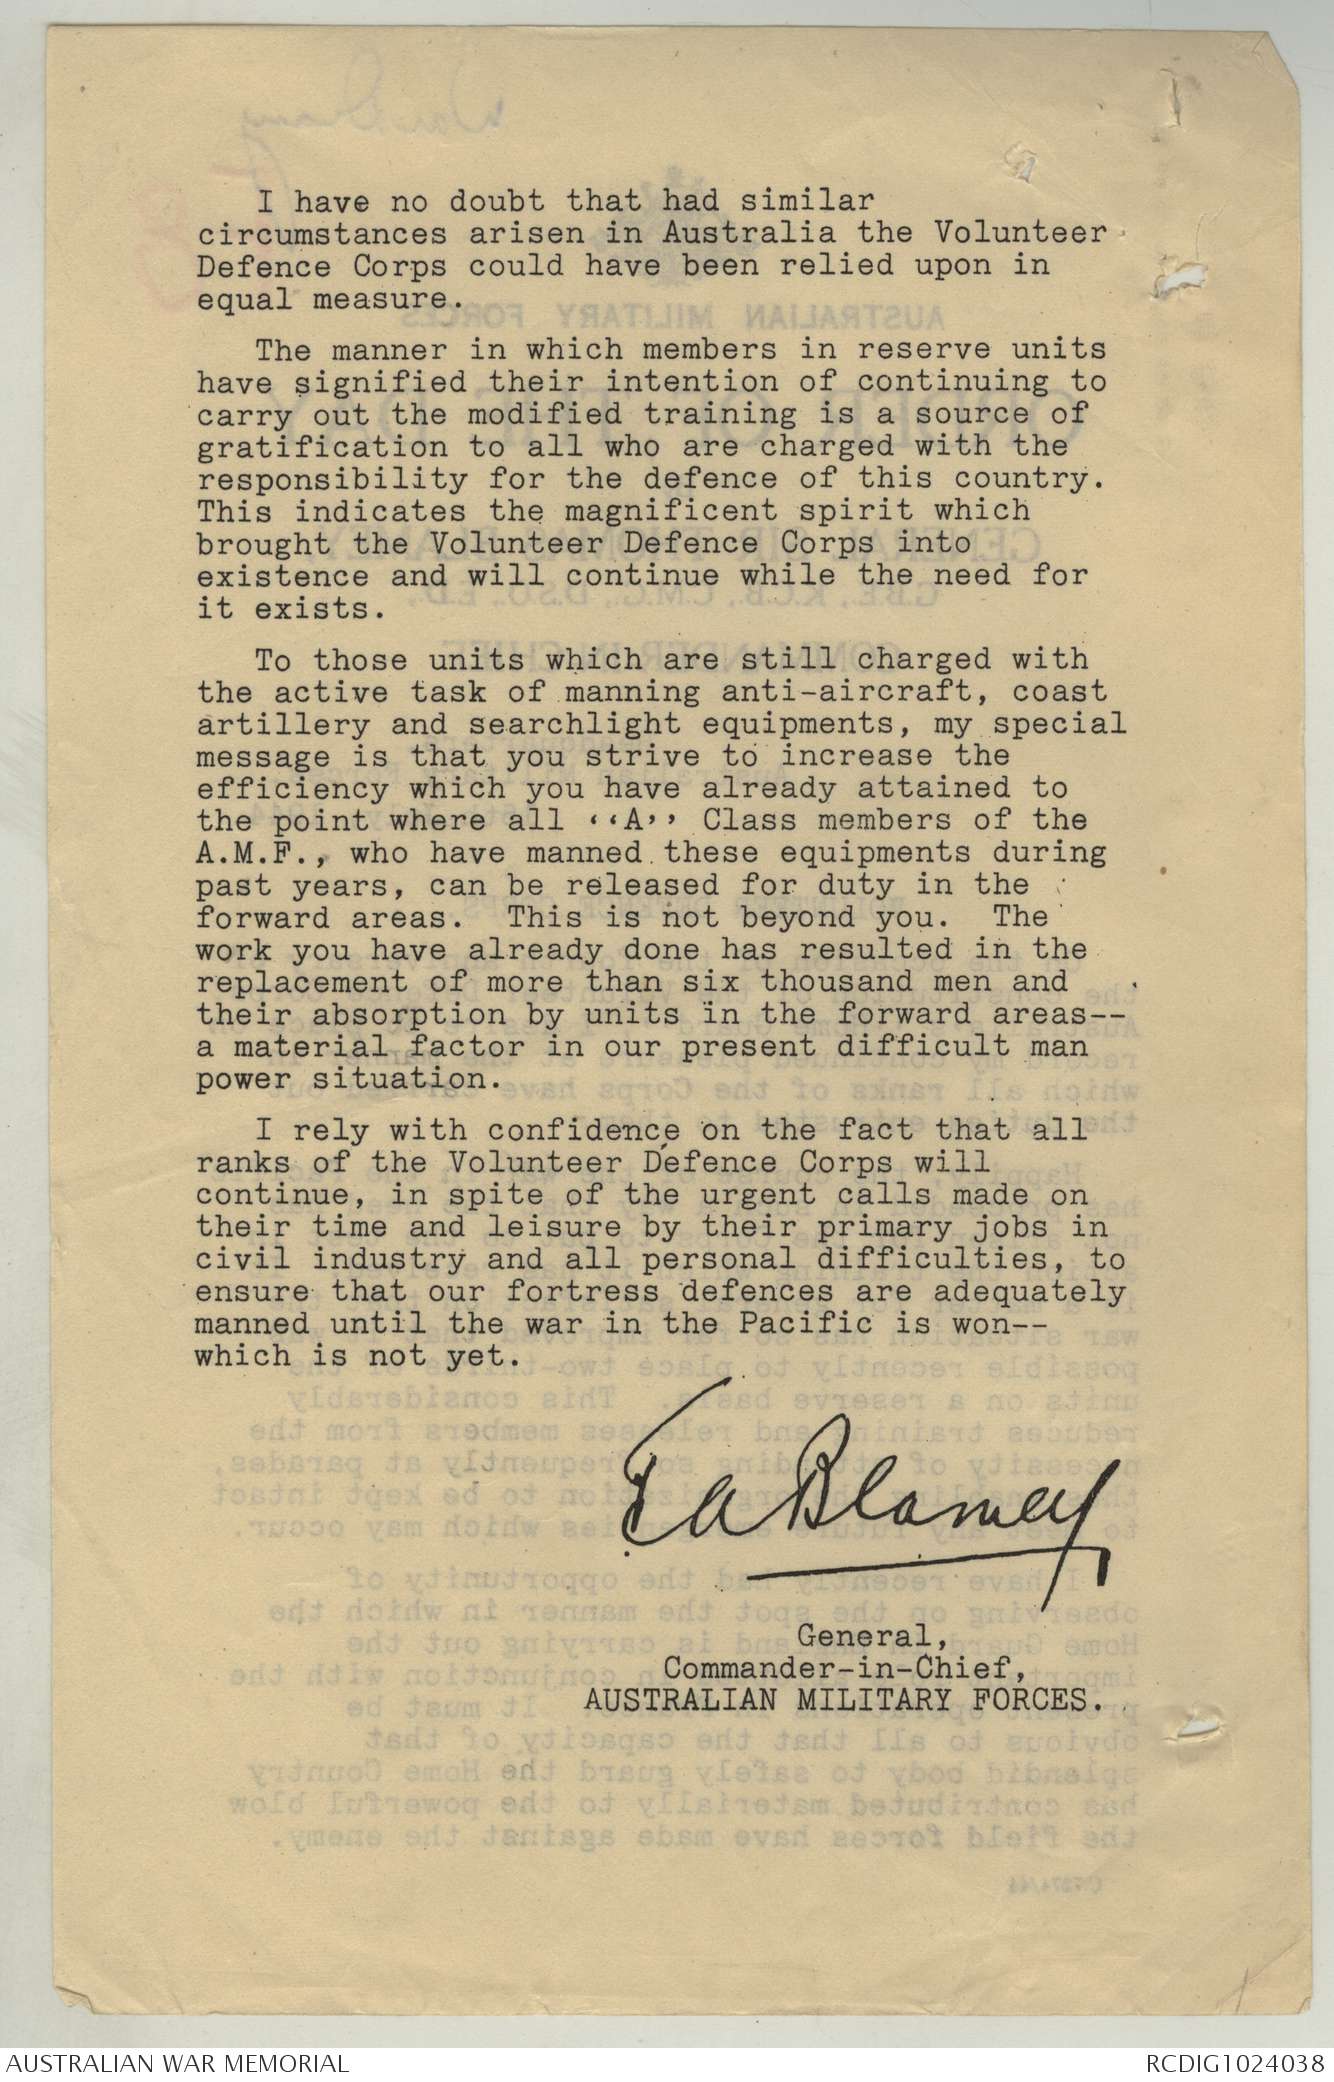 I have no doubt that had similar
circumstances arisen in Australia the Volunteer
Defence Corps could have been relied upon in
equal measure.
The manner in which members in reserve units
have signified their intention of continuing to
carry out the modified training is a source of
gratification to all who are charged with the
responsibility for the defence of this country.
This indicates the magnificent spirit which
brought the Volunteer Defence Corps into
existence and will continue while the need for
it exists.
To those units which are still charged with
the active task of manning anti-aircraft, coast
artillery and searchlight equipments, my special
message is that you strive to increase the
efficiency which you have already attained to
the point where all ‘‘A’’ Class members of the
A.M.F., who have manned these equipments during
past years, can be released for duty in the
forward areas.  This is not beyond you.  The
work you have already done has resulted in the
replacement of more than six thousand men and
their absorption by units in the forward areas--
a material factor in our present difficult man
power situation.
I rely with confidence on the fact that all
ranks of the Volunteer Defence Corps will
continue, in spite of the urgent calls made on
their time and leisure by their primary jobs in
civil industry and all personal difficulties, to
ensure that our fortress defences are adequately
manned until the war in the Pacific is won--
which is not yet.
T A Blamey
General,
Commander-in-Chief,
AUSTRALIAN MILITARY FORCES.
AUSTRALIAN WAR MEMORIAL
RCDIG1024038